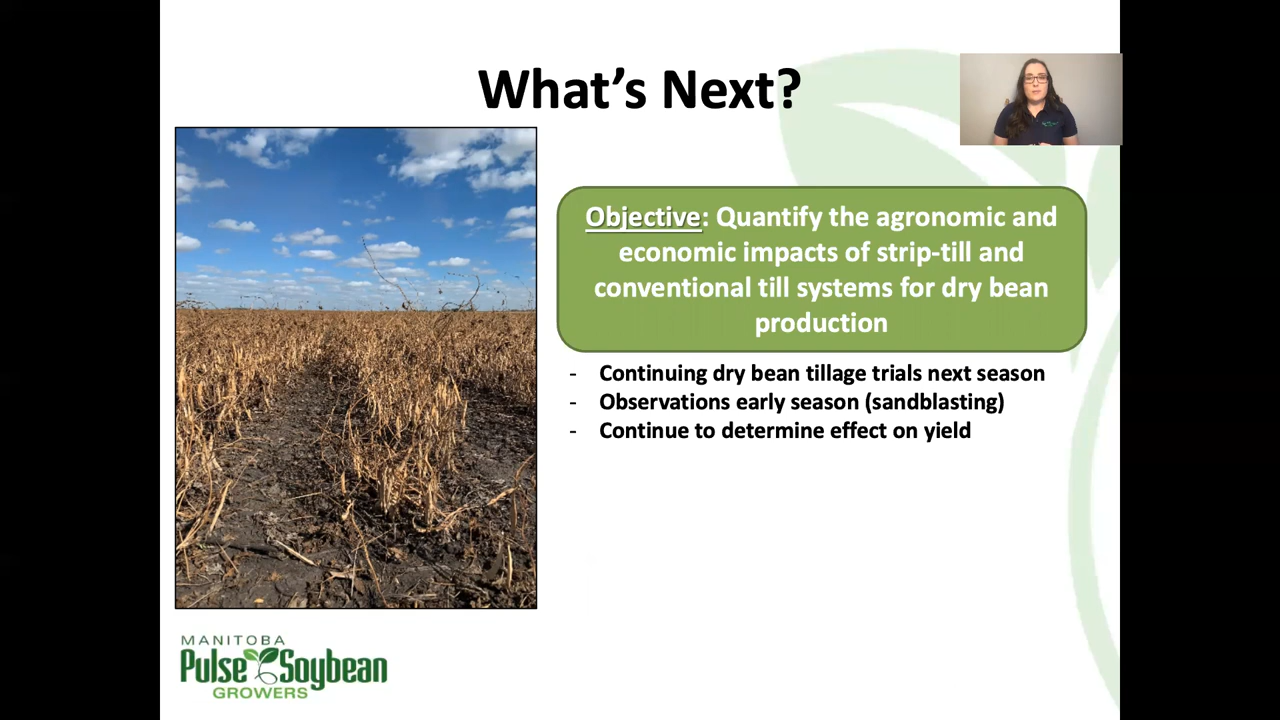 What's Next?
Objective: Quantify the agronomic and
economic impacts of strip-till and
conventional till systems for dry bean
production
- Continuing dry bean tillage trials next season
- Observations early season (sandblasting)
- Continue to determine effect on yield
MANITOBA
Pulse Soybean
GROWERS